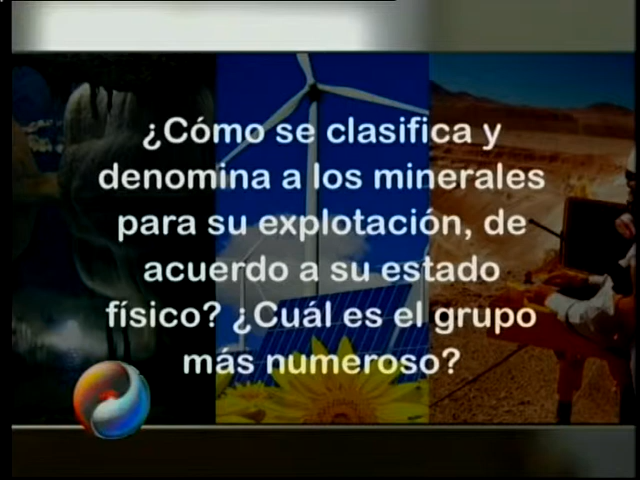 ¿Cómo se clasifica y
denomina a los minerales
para su explotación, de
acuerdo a su estado
físico? ¿Cuál es el grupo
más numeroso?